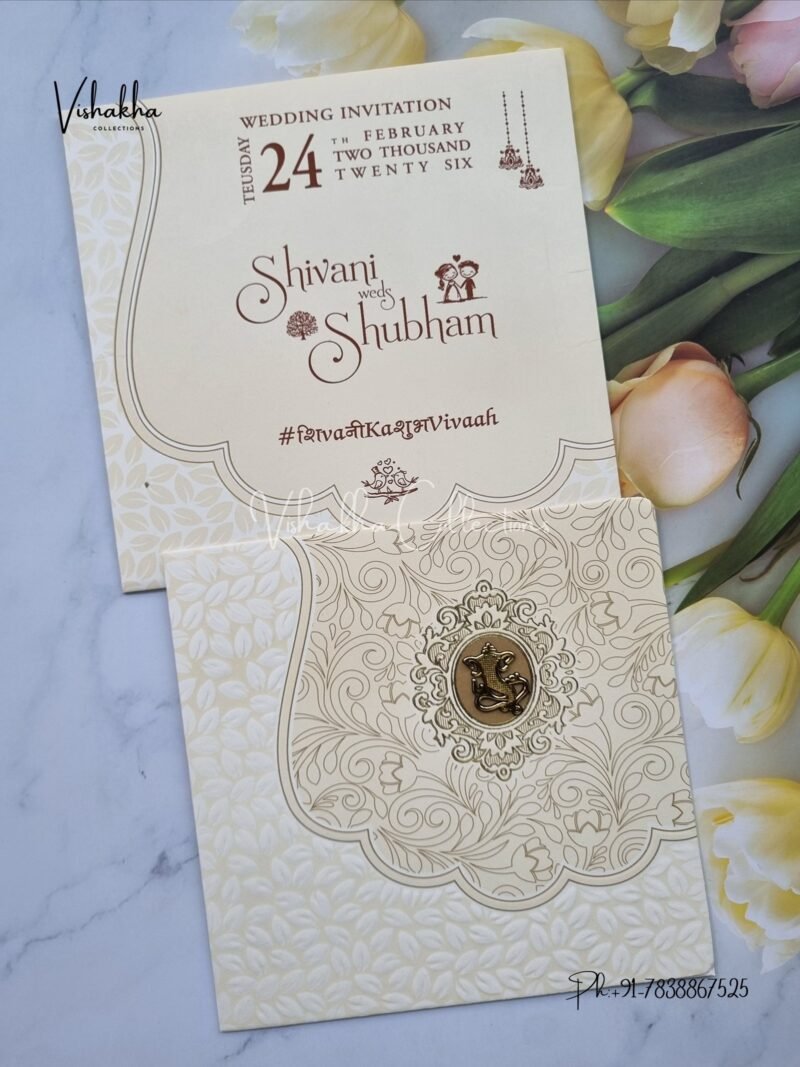 Vishakha
COLLECTIONS
WEDDING INVITATION
TEUSDAY
24
TH FEBRUARY
TWO THOUSAND
TWENTY SIX
Shivani
weds
Shubham
#शिvaनीKaशुभVivaah
Vishakha Collections
Ph:+91-7838867525